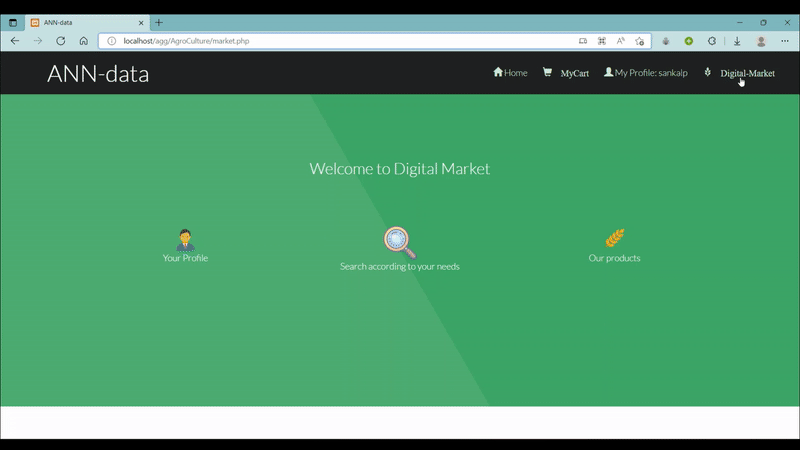 ANN-data
localhost/agg/AgroCulture/market.php
ANN-data
Home
MyCart
My Profile: sankalp
Digital-Market
Welcome to Digital Market
Your Profile
Search according to your needs
Our products